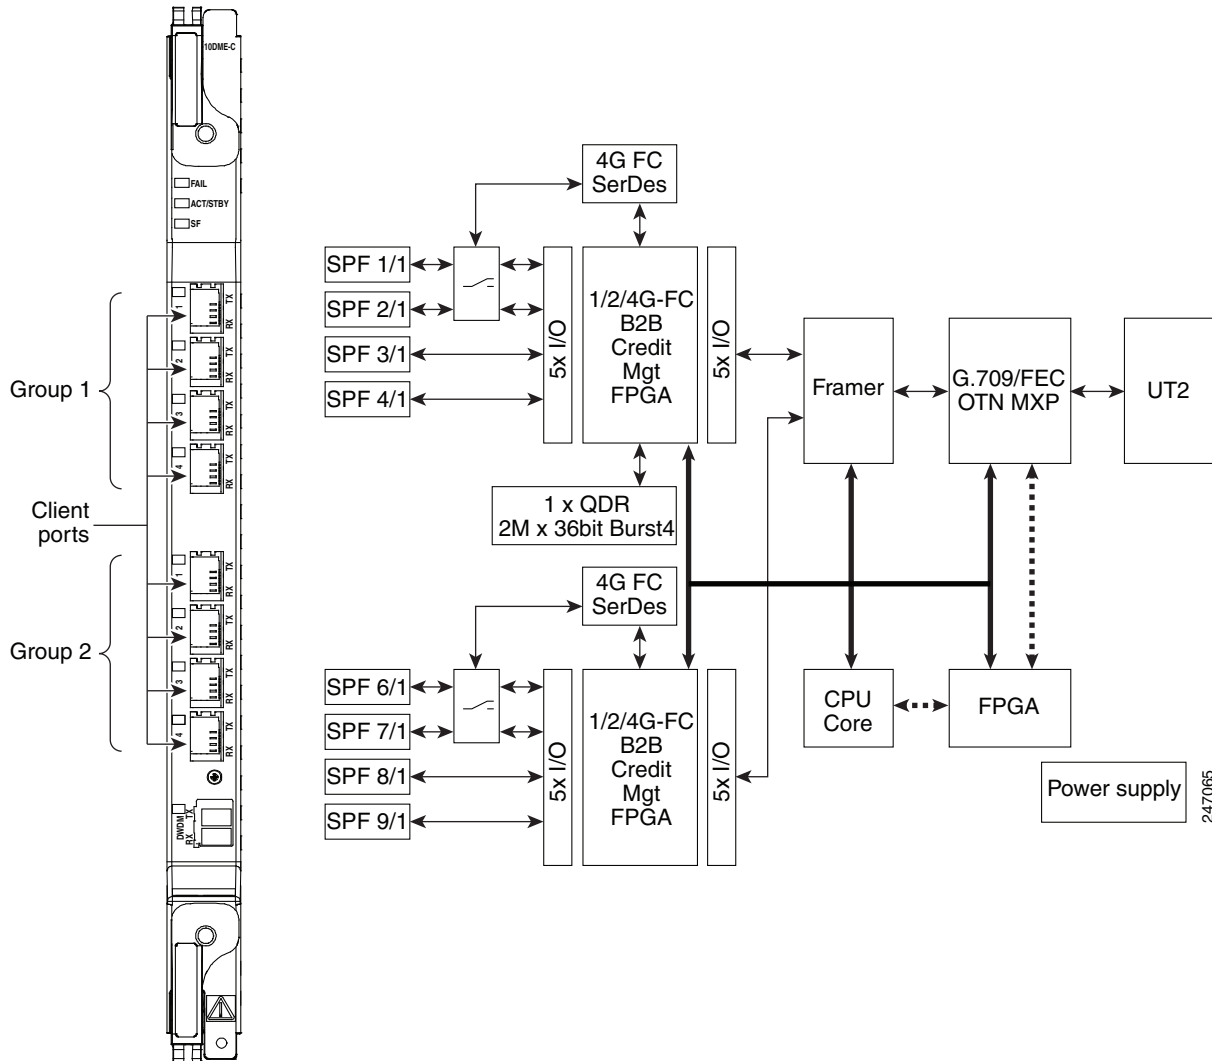 10DME-C
FAIL
ACT/STBY
SF
Group 1
1
TX
RX
2
TX
RX
3
TX
RX
4
TX
RX
Client
ports
Group 2
1
TX
RX
2
TX
RX
3
TX
RX
4
TX
RX
DWDM
TX
RX
4G FC
SerDes
SPF 1/1
SPF 2/1
SPF 3/1
SPF 4/1
5x I/O
1/2/4G-FC
B2B
Credit
Mgt
FPGA
5x I/O
Framer
G.709/FEC
OTN MXP
UT2
1 x QDR
2M x 36bit Burst4
4G FC
SerDes
SPF 6/1
SPF 7/1
SPF 8/1
SPF 9/1
5x I/O
1/2/4G-FC
B2B
Credit
Mgt
FPGA
5x I/O
CPU
Core
FPGA
Power supply
247065